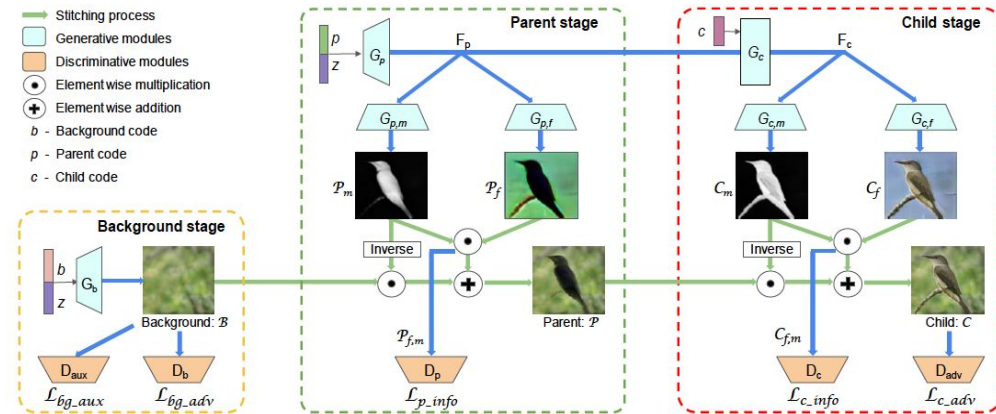 Stitching process
Generative modules
Discriminative modules
Element wise multiplication
Element wise addition
b - Background code
p - Parent code
c - Child code
Background stage
b
z
G_b
Background: ℬ
D_aux
D_b
ℒ_bg_aux
ℒ_bg_adv
Parent stage
p
z
G_p
F_p
G_p,m
G_p,f
𝒫_m
𝒫_f
Inverse
Parent: 𝒫
𝒫_f,m
D_p
ℒ_p_info
Child stage
c
G_c
F_c
G_c,m
G_c,f
C_m
C_f
Inverse
Child: C
C_f,m
D_c
D_adv
ℒ_c_info
ℒ_c_adv